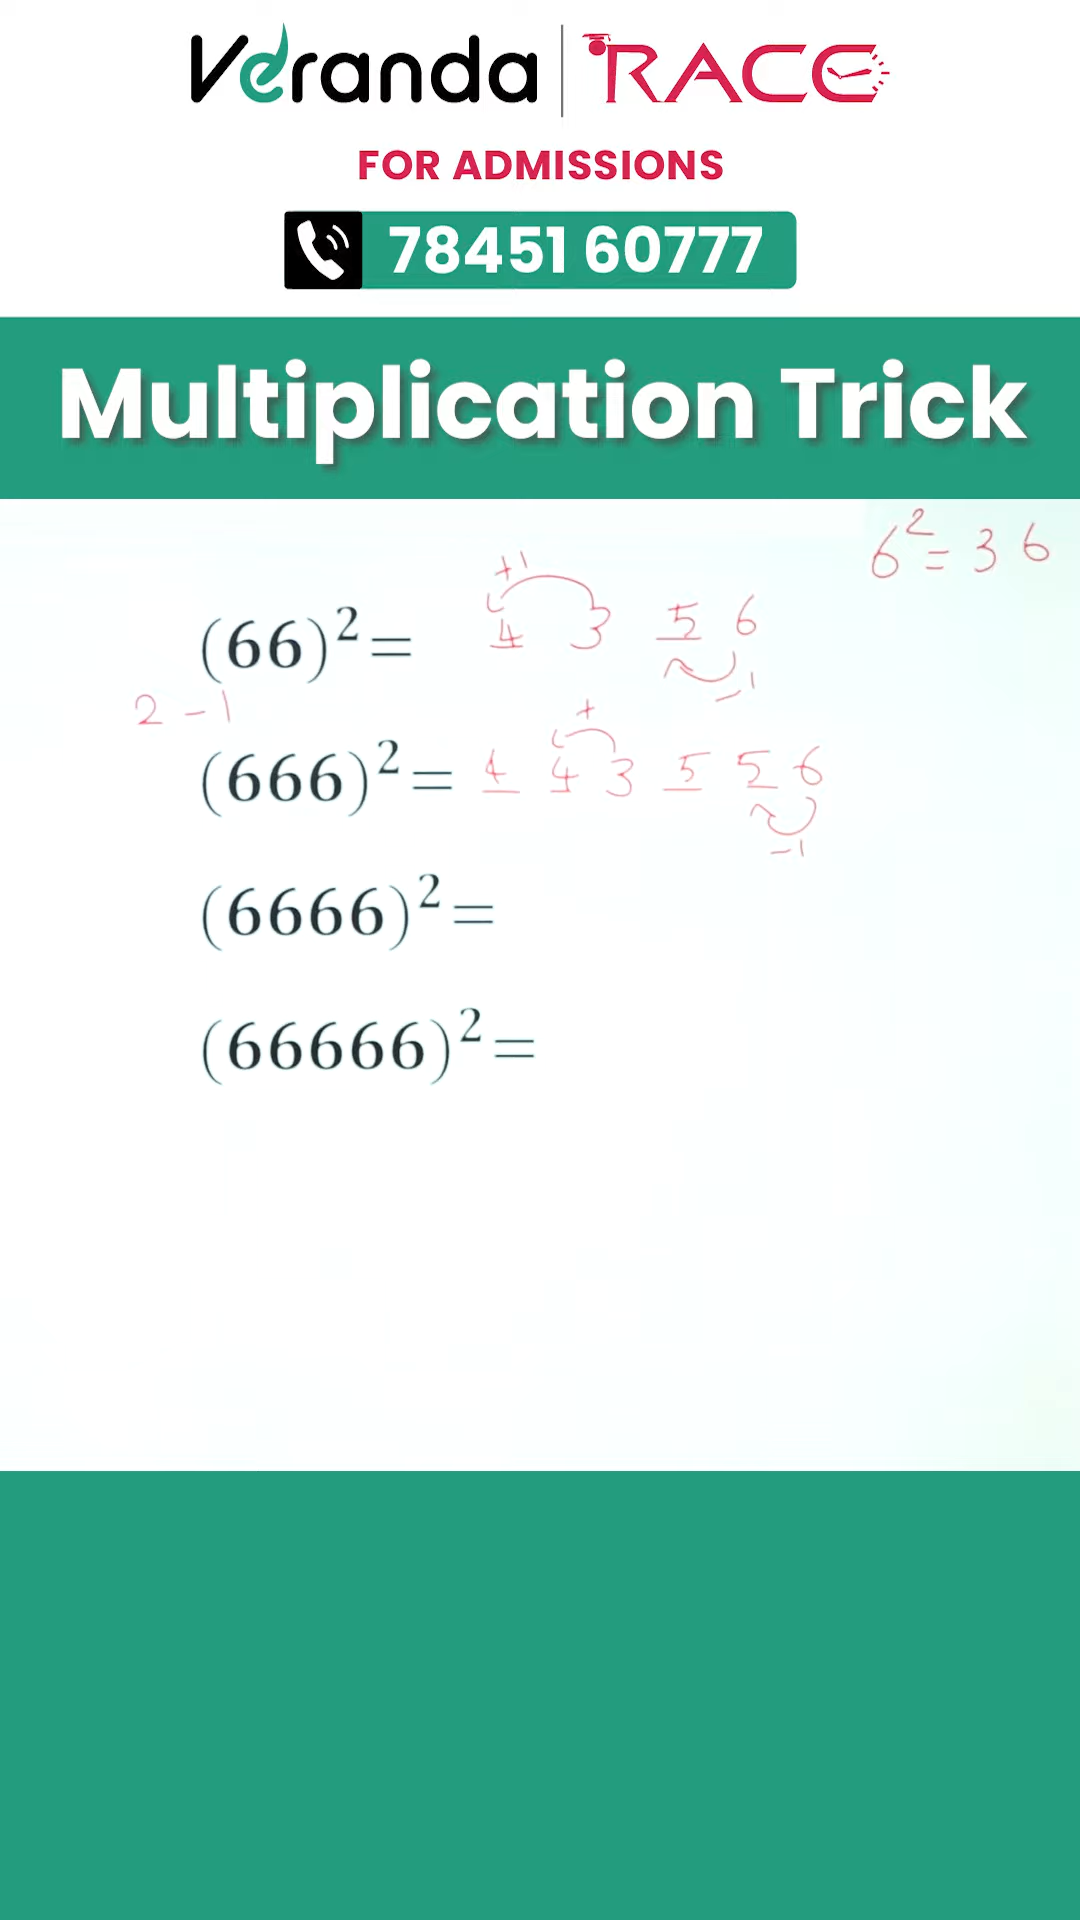 Veranda RACE
FOR ADMISSIONS
78451 60777
Multiplication Trick
6²= 36
+1
(66)²= 4 3 5 6
-1
2 - 1
+
(666)²= 4 4 3 5 5 6
-1
(6666)²=
(66666)²=